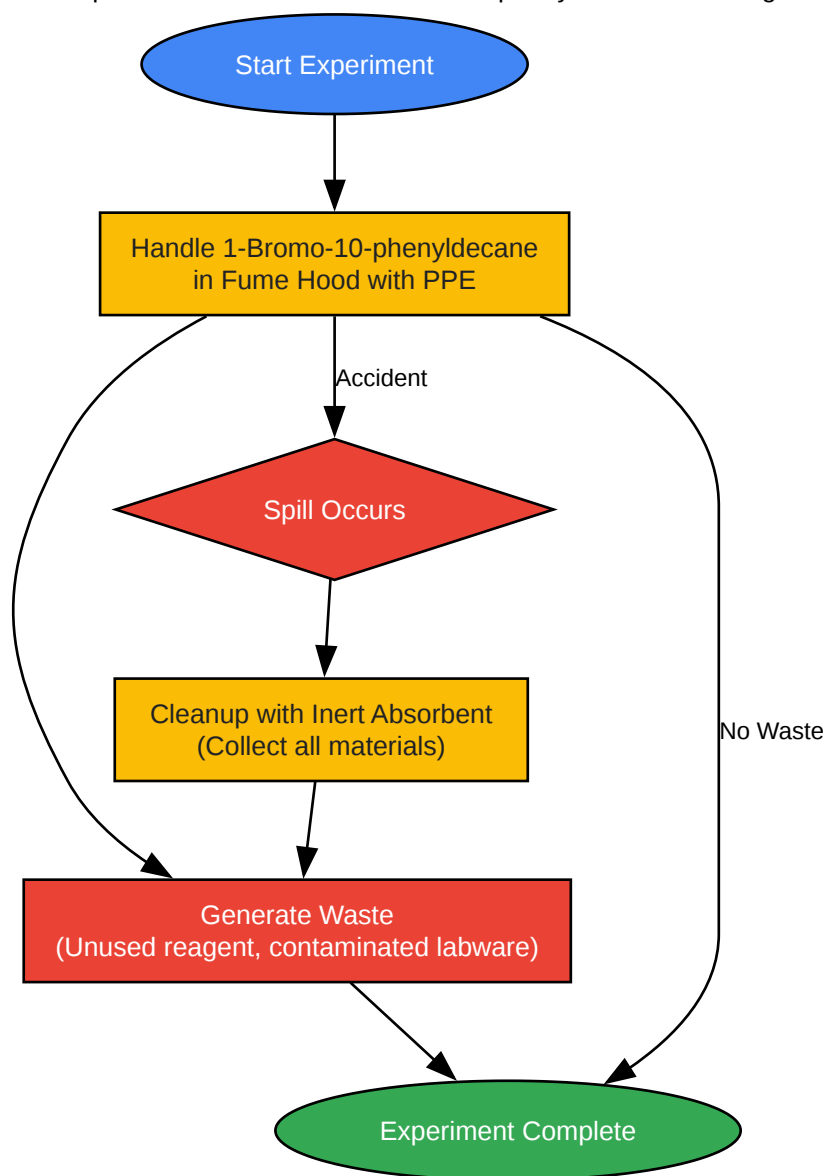 Start Experiment
Handle 1-Bromo-10-phenyldecane
in Fume Hood with PPE
Accident
Spill Occurs
Cleanup with Inert Absorbent
(Collect all materials)
No Waste
Generate Waste
(Unused reagent, contaminated labware)
Experiment Complete